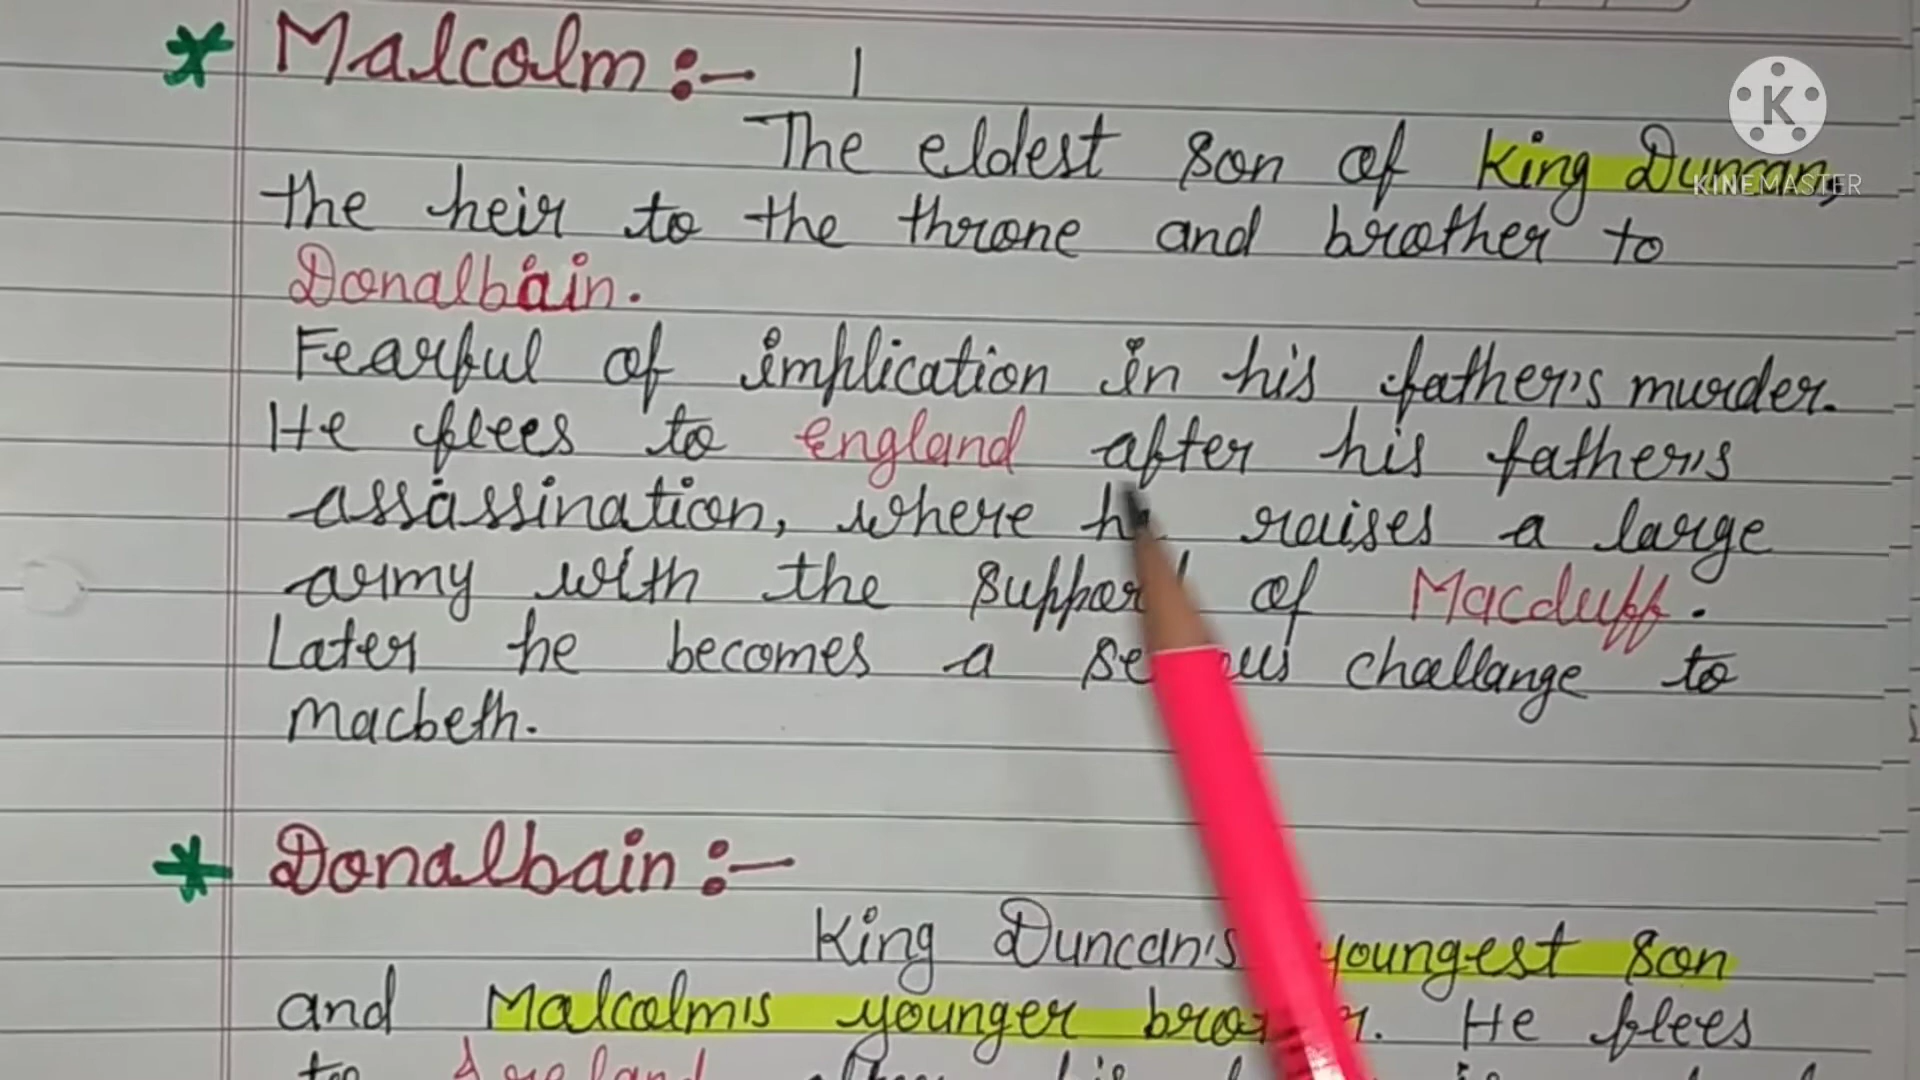 * Malcolm :-
The eldest son of King Duncan,
the heir to the throne and brother to
Donalbain.
Fearful of implication in his father's murder.
He flees to England after his father's
assassination, where he raises a large
army with the support of Macduff.
Later he becomes a serious challange to
Macbeth.
* Donalbain :-
King Duncan's youngest son
and Malcolm's younger brother. He flees
to Ireland his
K
KINEMASTER